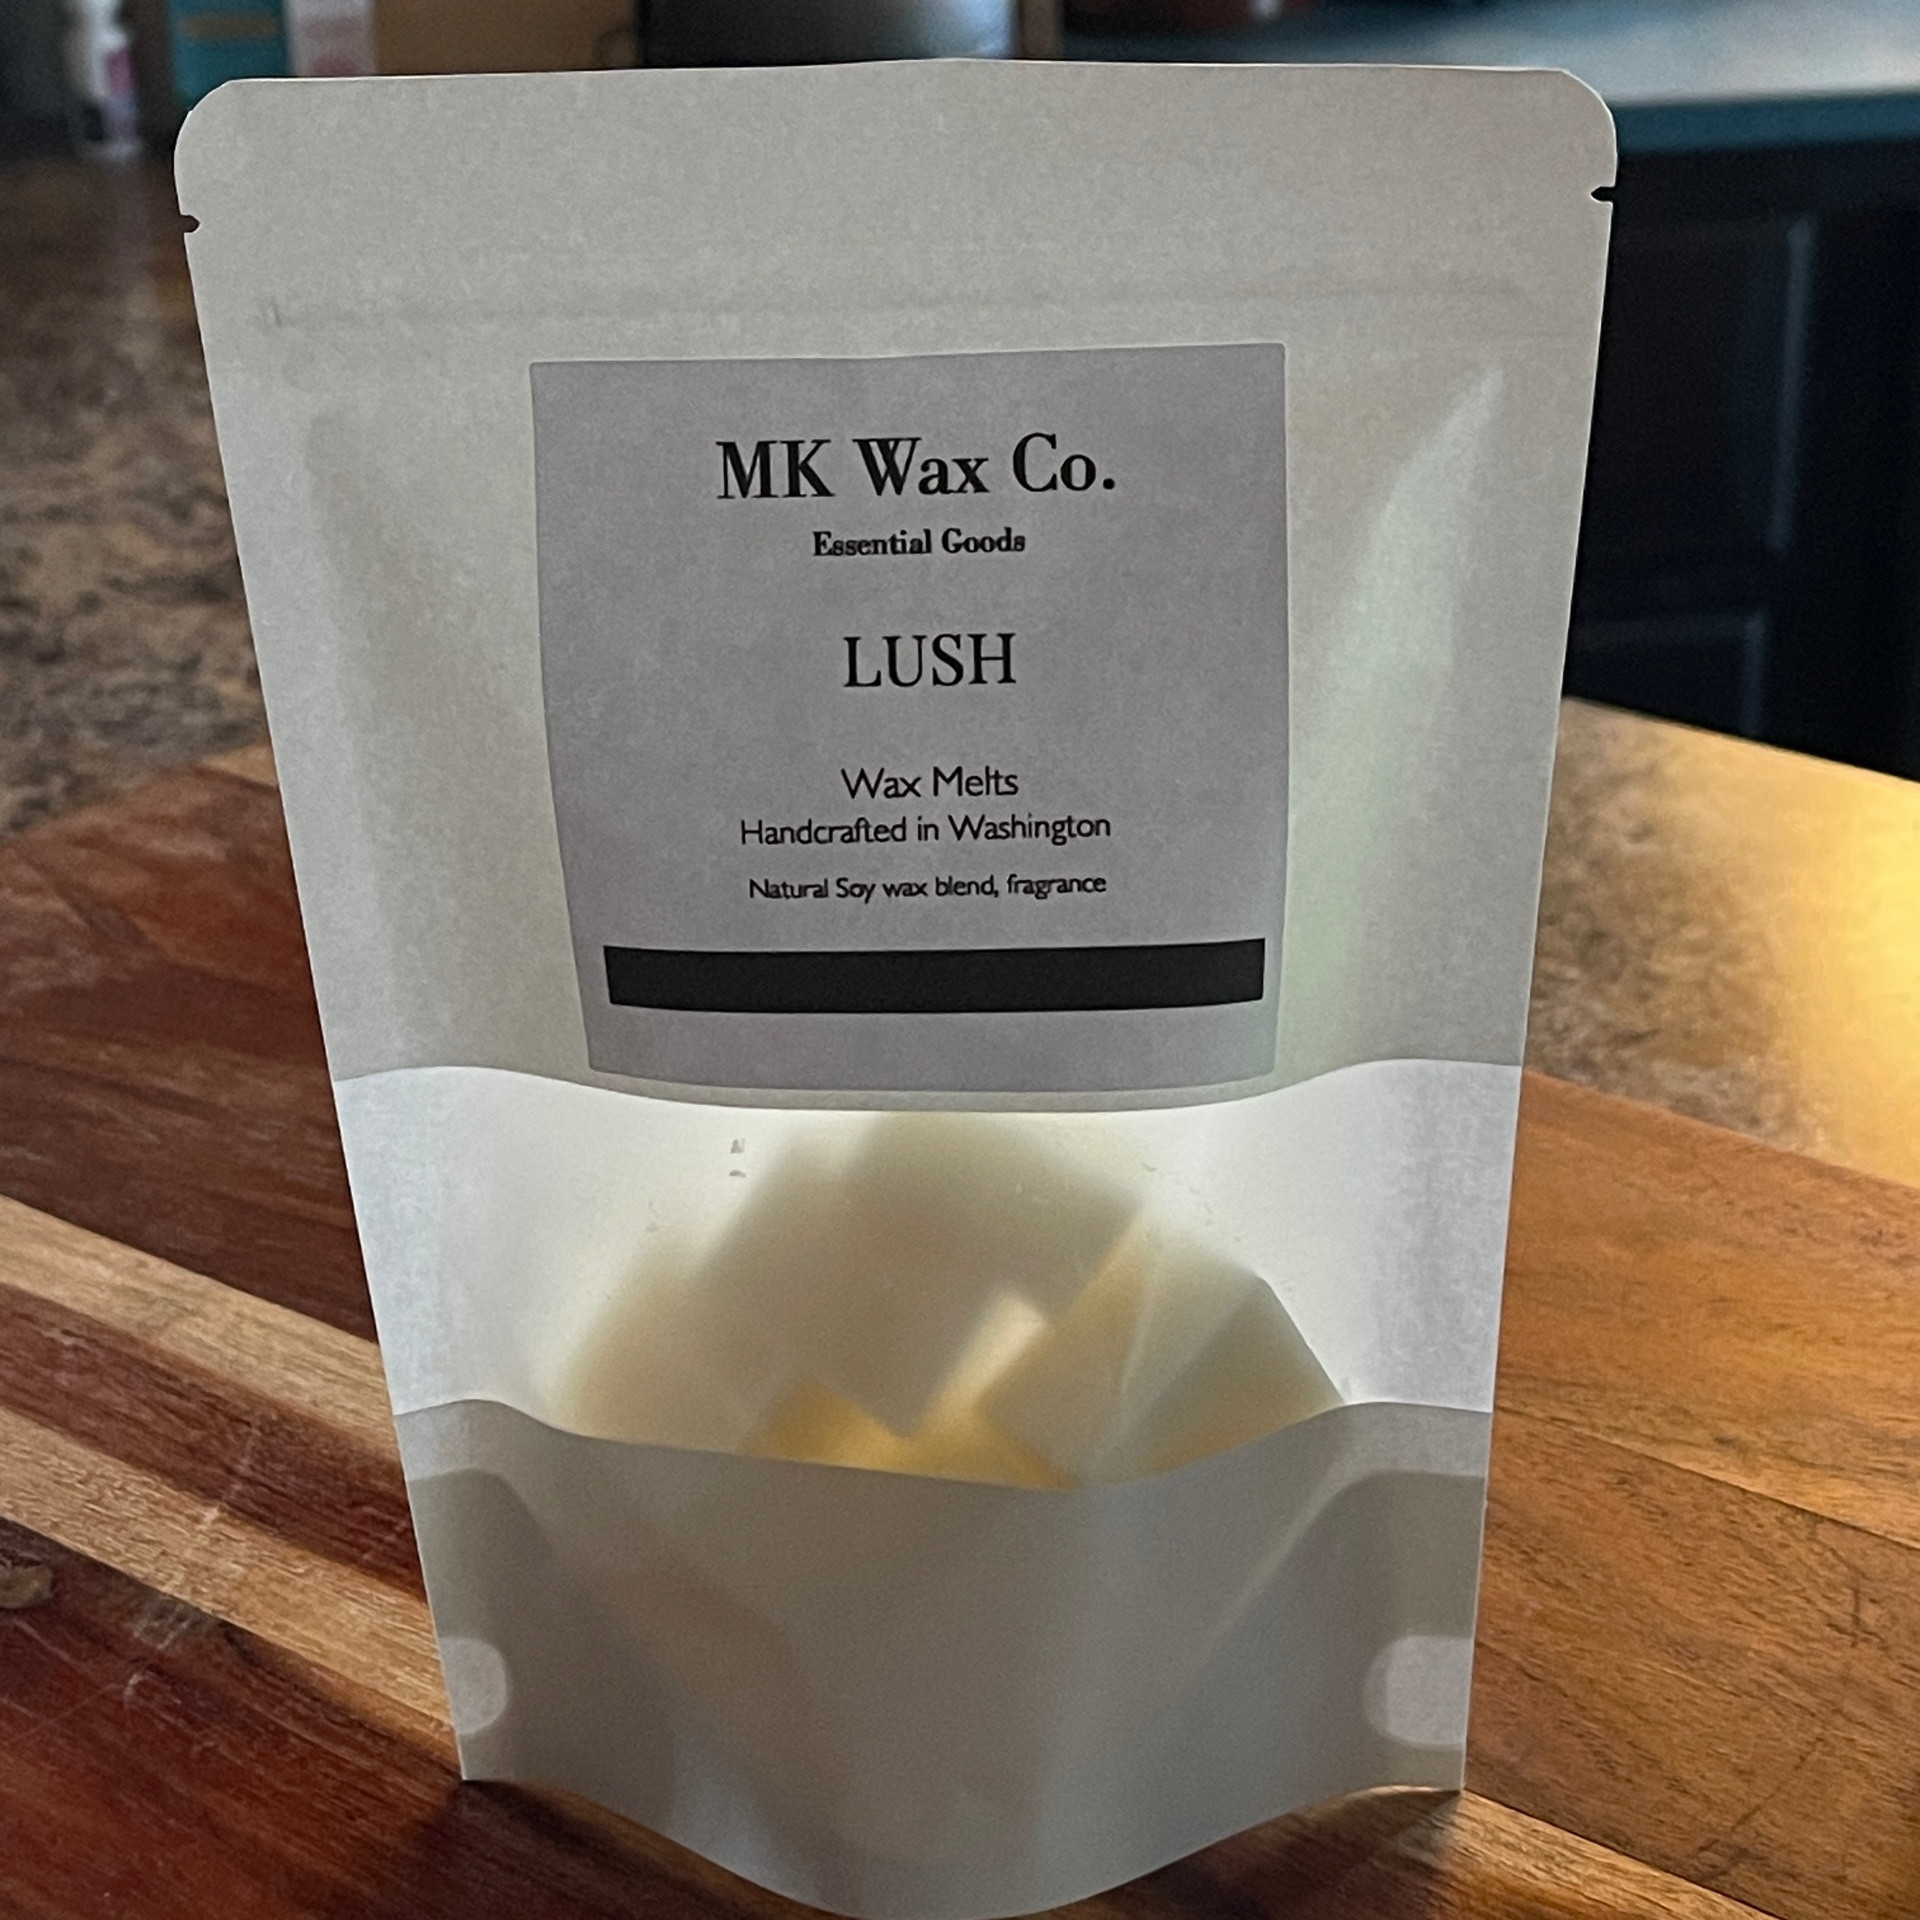 MK Wax Co.
Essential Goods
LUSH
Wax Melts
Handcrafted in Washington
Natural Soy wax blend, fragrance